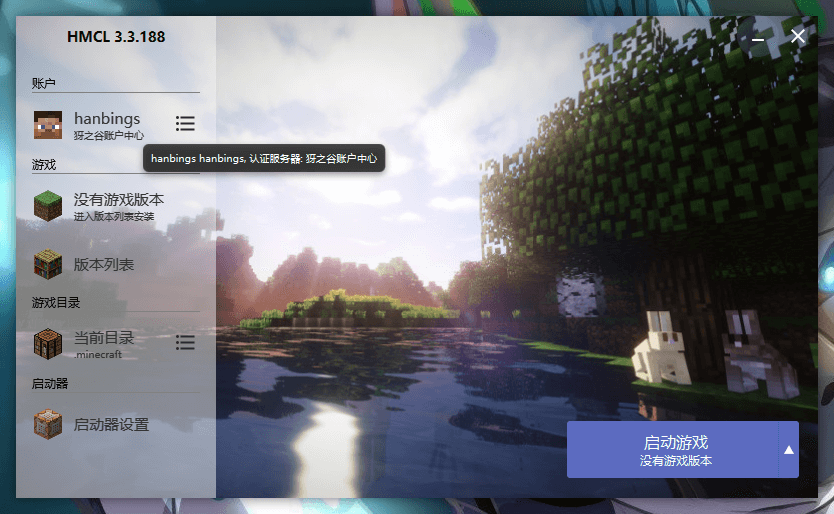 HMCL 3.3.188
账户
hanbings
犽之谷账户中心
hanbings hanbings, 认证服务器: 犽之谷账户中心
游戏
没有游戏版本
进入版本列表安装
版本列表
游戏目录
当前目录
.minecraft
启动器
启动器设置
启动游戏
没有游戏版本